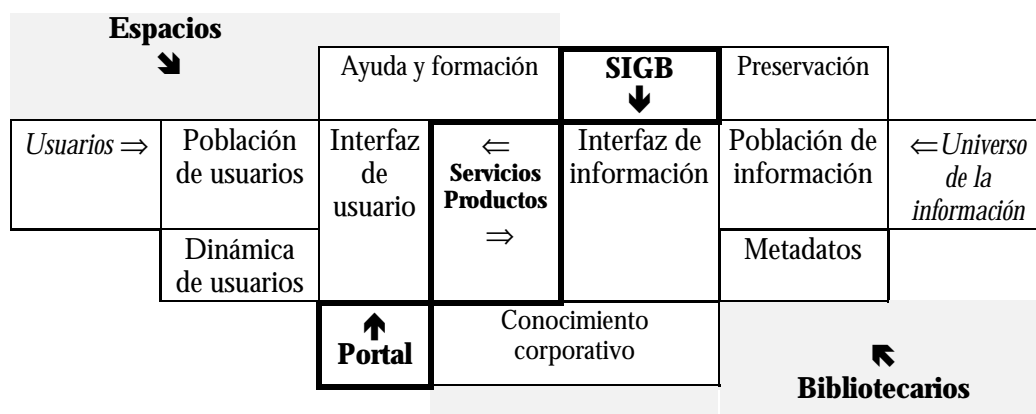 Espacios
🡮
Ayuda y formación
SIGB
🡫
Preservación
Usuarios ⇒
Población
de usuarios
Interfaz
de
usuario
⇐
Servicios
Productos
⇒
Interfaz de
información
Población de
información
⇐ Universo
de la
información
Dinámica
de usuarios
Metadatos
🡩
Portal
Conocimiento
corporativo
🡬
Bibliotecarios